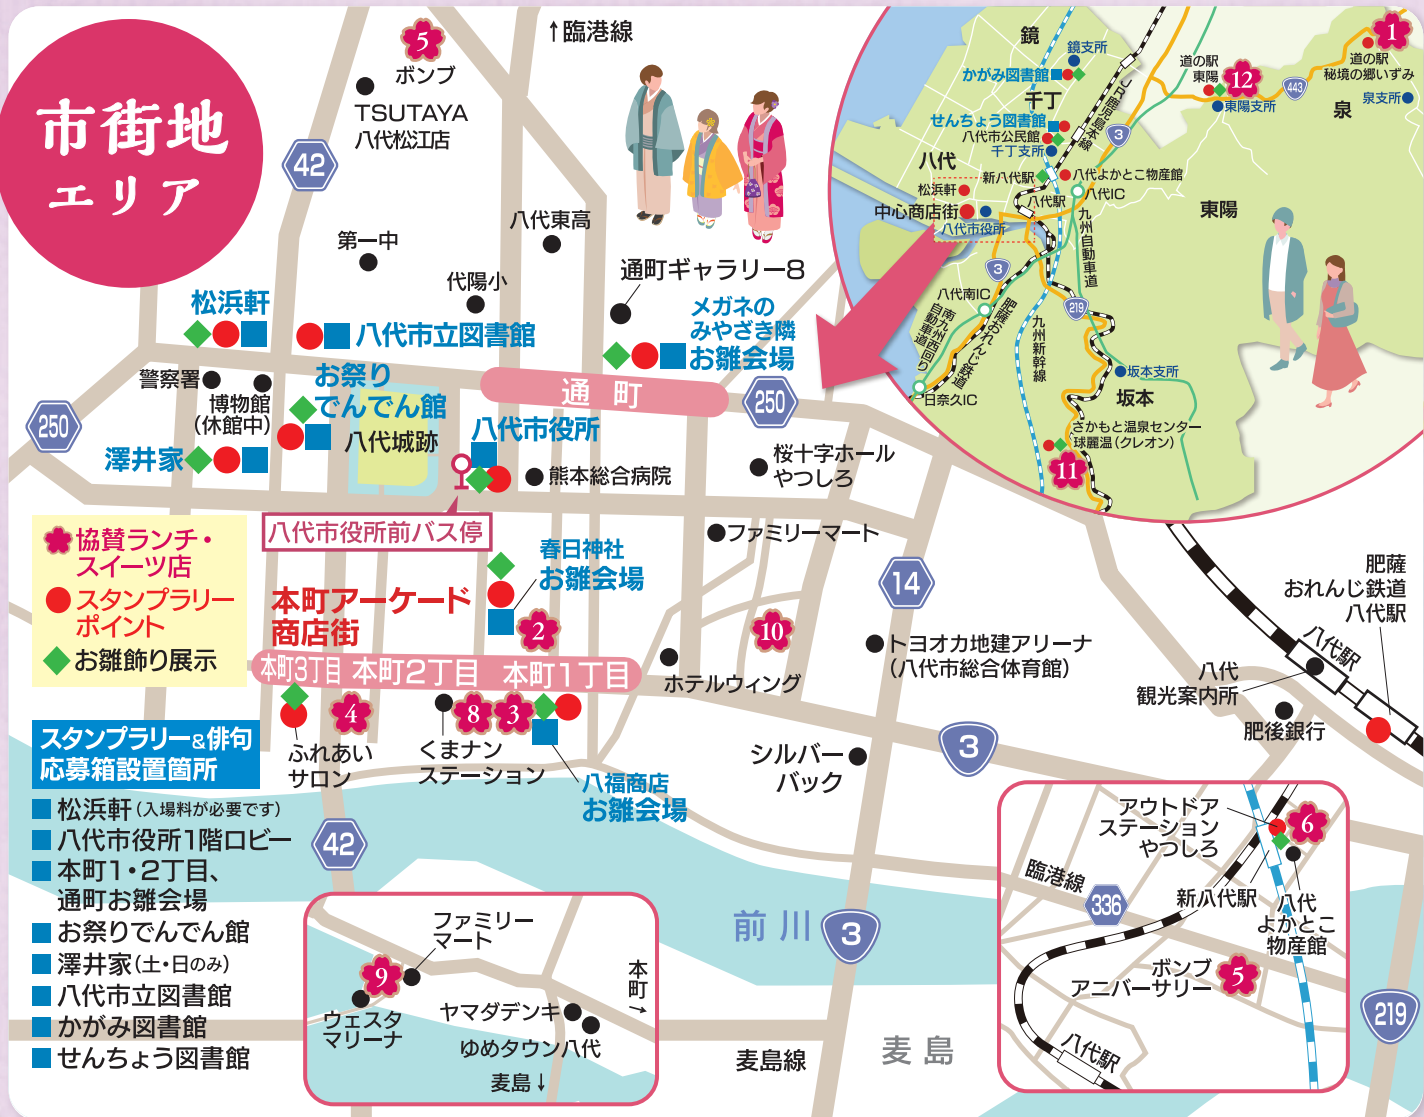 市街地
エリア
5
ボンブ
TSUTAYA
八代松江店
↑臨港線
42
第一中
八代東高
代陽小
通町ギャラリー8
メガネの
みやざき隣
お雛会場
松浜軒
八代市立図書館
警察署
博物館
(休館中)
お祭り
でんでん館
八代城跡
通町
250
250
澤井家
八代市役所
熊本総合病院
桜十字ホール
やつしろ
八代市役所前バス停
ファミリーマート
協賛ランチ・
スイーツ店
スタンプラリー
ポイント
お雛飾り展示
春日神社
お雛会場
本町アーケード
商店街
2
10
14
トヨオカ地建アリーナ
(八代市総合体育館)
本町3丁目
本町2丁目
本町1丁目
ホテルウィング
4
8
3
ふれあい
サロン
くまナン
ステーション
八福商店
お雛会場
シルバー
バック
3
肥薩
おれんじ鉄道
八代駅
八代駅
八代
観光案内所
肥後銀行
スタンプラリー&俳句
応募箱設置箇所
松浜軒(入場料が必要です)
八代市役所1階ロビー
本町1・2丁目、
通町お雛会場
お祭りでんでん館
澤井家(土・日のみ)
八代市立図書館
かがみ図書館
せんちょう図書館
42
前川
3
麦島
麦島線
219
ファミリー
マート
9
ウェスタ
マリーナ
ヤマダデンキ
ゆめタウン八代
麦島↓
本町→
アウトドア
ステーション
やつしろ
6
臨港線
336
新八代駅
八代
よかとこ
物産館
ボンブ
アニバーサリー
5
八代駅
鏡
鏡支所
かがみ図書館
千丁
せんちょう図書館
八代市公民館
千丁支所
JR鹿児島本線
3
道の駅
東陽
12
東陽支所
443
1
道の駅
秘境の郷いずみ
泉支所
泉
八代
新八代駅
八代よかとこ物産館
松浜軒
八代IC
八代駅
中心商店街
八代市役所
東陽
九州自動車道
3
八代南IC
南九州西回り
自動車道
肥薩おれんじ鉄道
219
九州新幹線
日奈久IC
坂本支所
坂本
さかもと温泉センター
球麗温(クレオン)
11